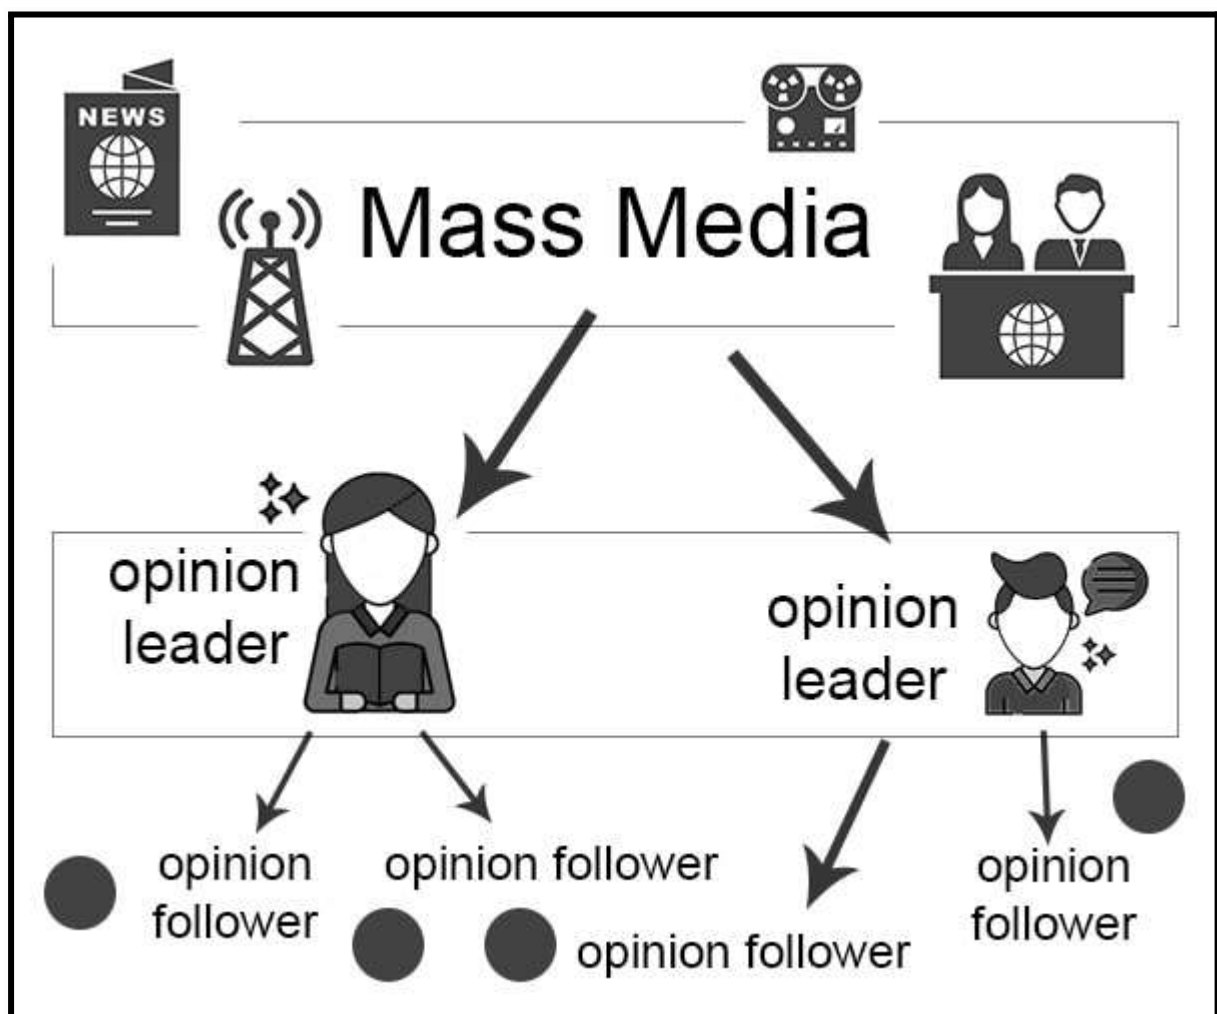 NEWS
Mass Media
opinion
leader
opinion
leader
opinion
follower
opinion follower
opinion follower
opinion
follower